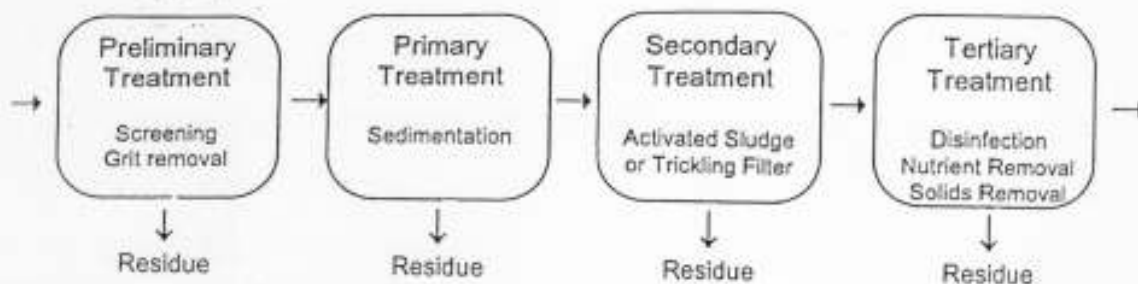 Preliminary
Treatment
Screening
Grit removal
Residue
Primary
Treatment
Sedimentation
Residue
Secondary
Treatment
Activated Sludge
or Trickling Filter
Residue
Tertiary
Treatment
Disinfection
Nutrient Removal
Solids Removal
Residue